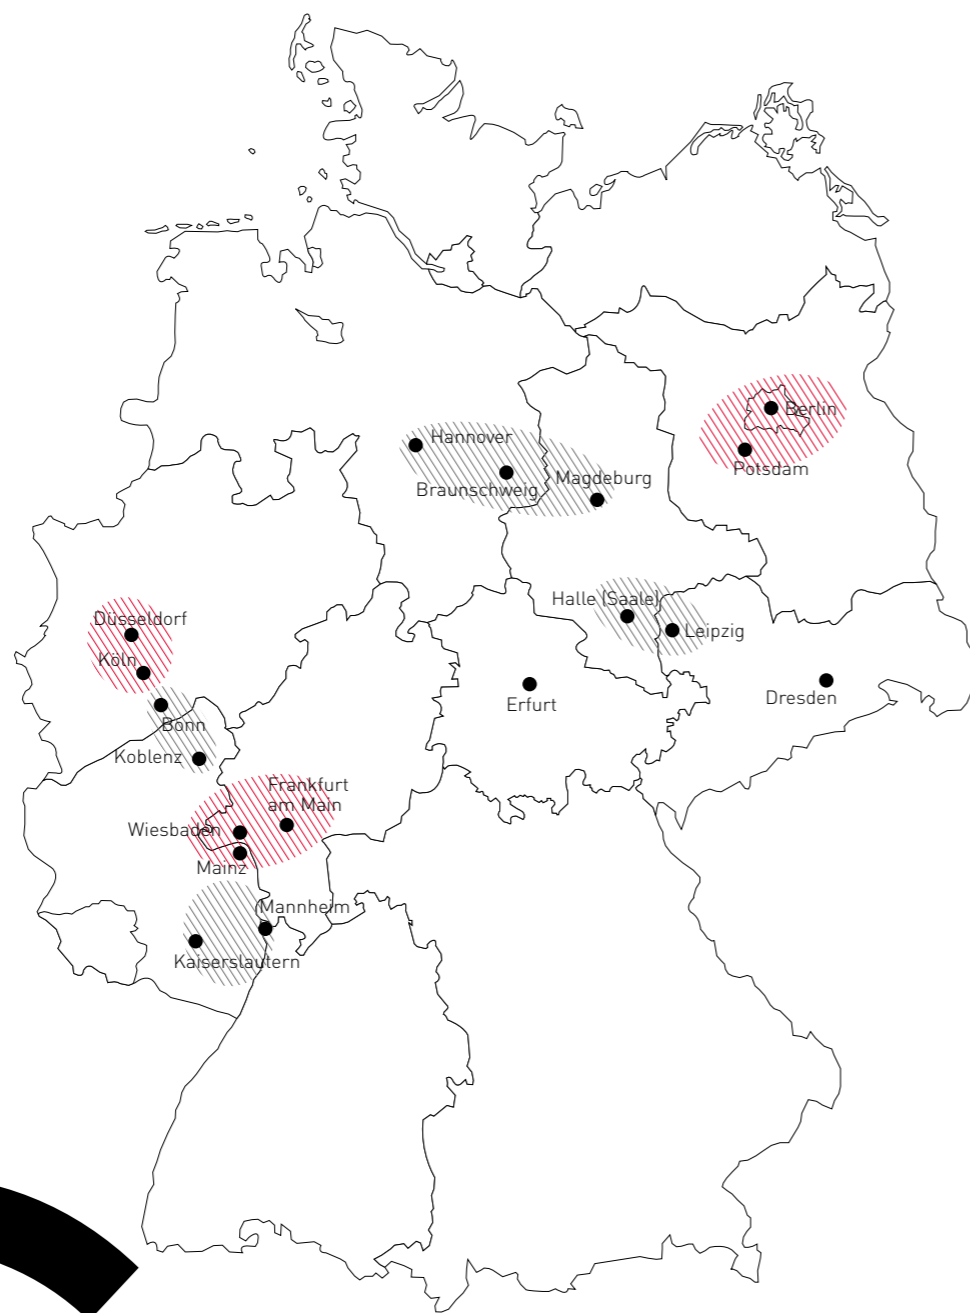 Berlin
Hannover
Potsdam
Magdeburg
Braunschweig
Halle (Saale)
Düsseldorf
Leipzig
Köln
Dresden
Erfurt
Bonn
Koblenz
Frankfurt
am Main
Wiesbaden
Mainz
Mannheim
Kaiserslautern